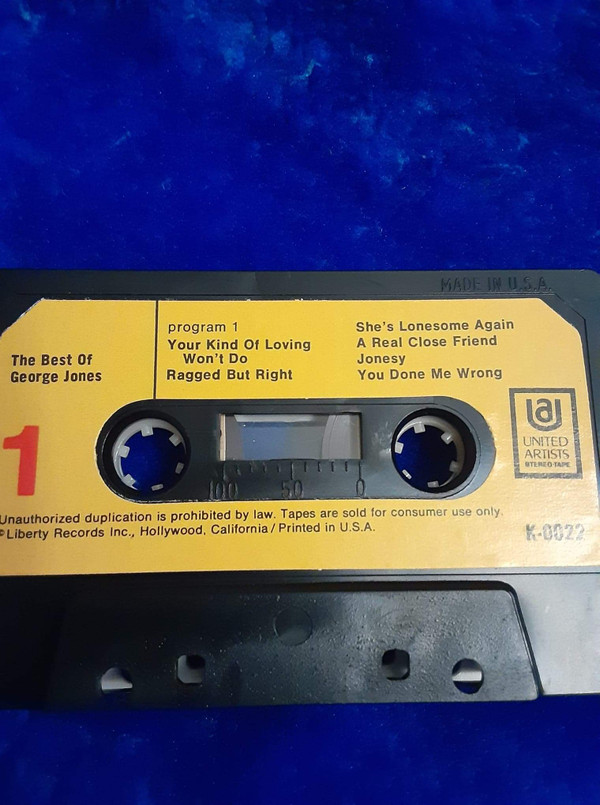 MADE IN U.S.A.
The Best Of
George Jones
program 1
Your Kind Of Loving
Won't Do
Ragged But Right
She's Lonesome Again
A Real Close Friend
Jonesy
You Done Me Wrong
1
100 50 0
UA
UNITED
ARTISTS
STEREO TAPE
Unauthorized duplication is prohibited by law. Tapes are sold for consumer use only.
℗Liberty Records Inc., Hollywood, California / Printed in U.S.A.
K-0022